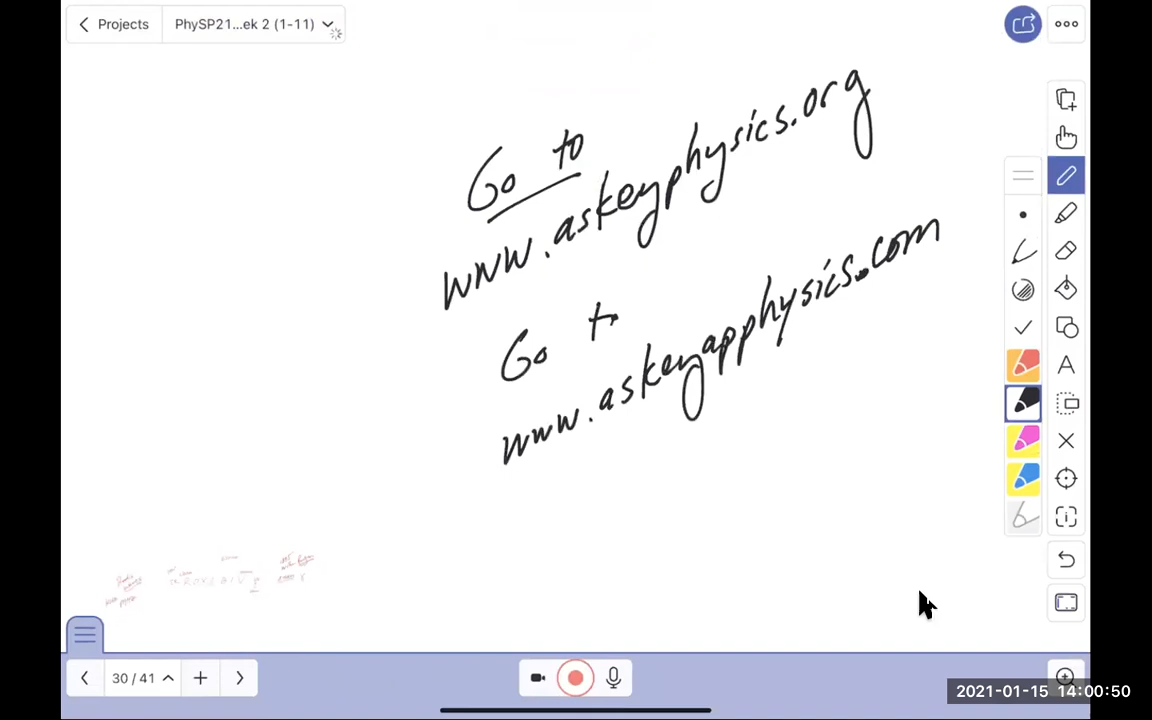 Projects
PhySP21...ek 2 (1-11)
Go to
www.askeyphysics.org
Go to
www.askeyapphysics.com
A
30/41
2021-01-15 14:00:50